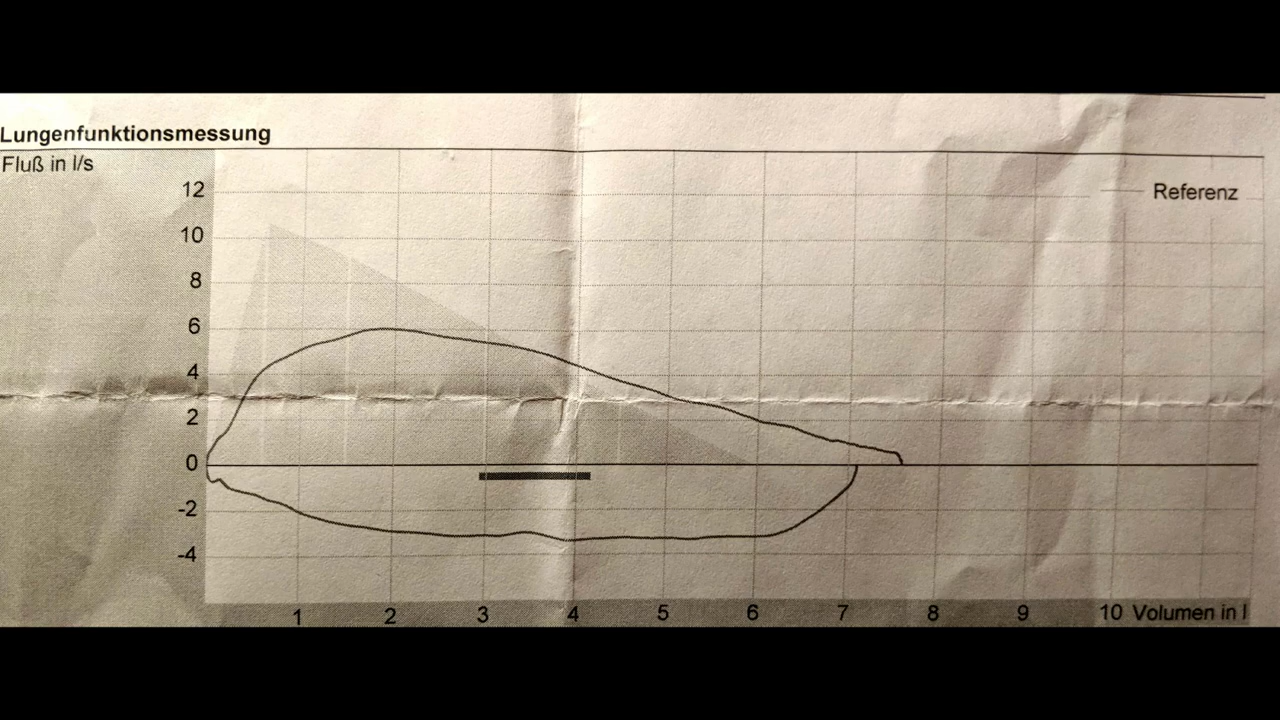 Lungenfunktionsmessung
Fluß in l/s
12
Referenz
10
8
6
4
2
0
-2
-4
1 2 3 4 5 6 7 8 9 10 Volumen in l